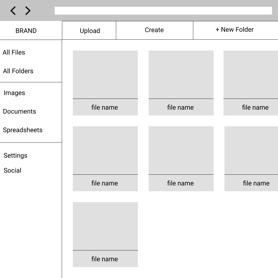 BRAND
Upload
Create
+ New Folder
All Files
All Folders
Images
Documents
Spreadsheets
Settings
Social
file name
file name
file name
file name
file name
file name
file name